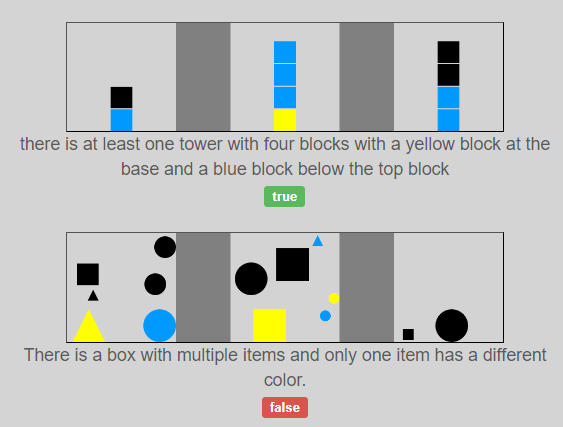 there is at least one tower with four blocks with a yellow block at the
base and a blue block below the top block
true
There is a box with multiple items and only one item has a different
color.
false